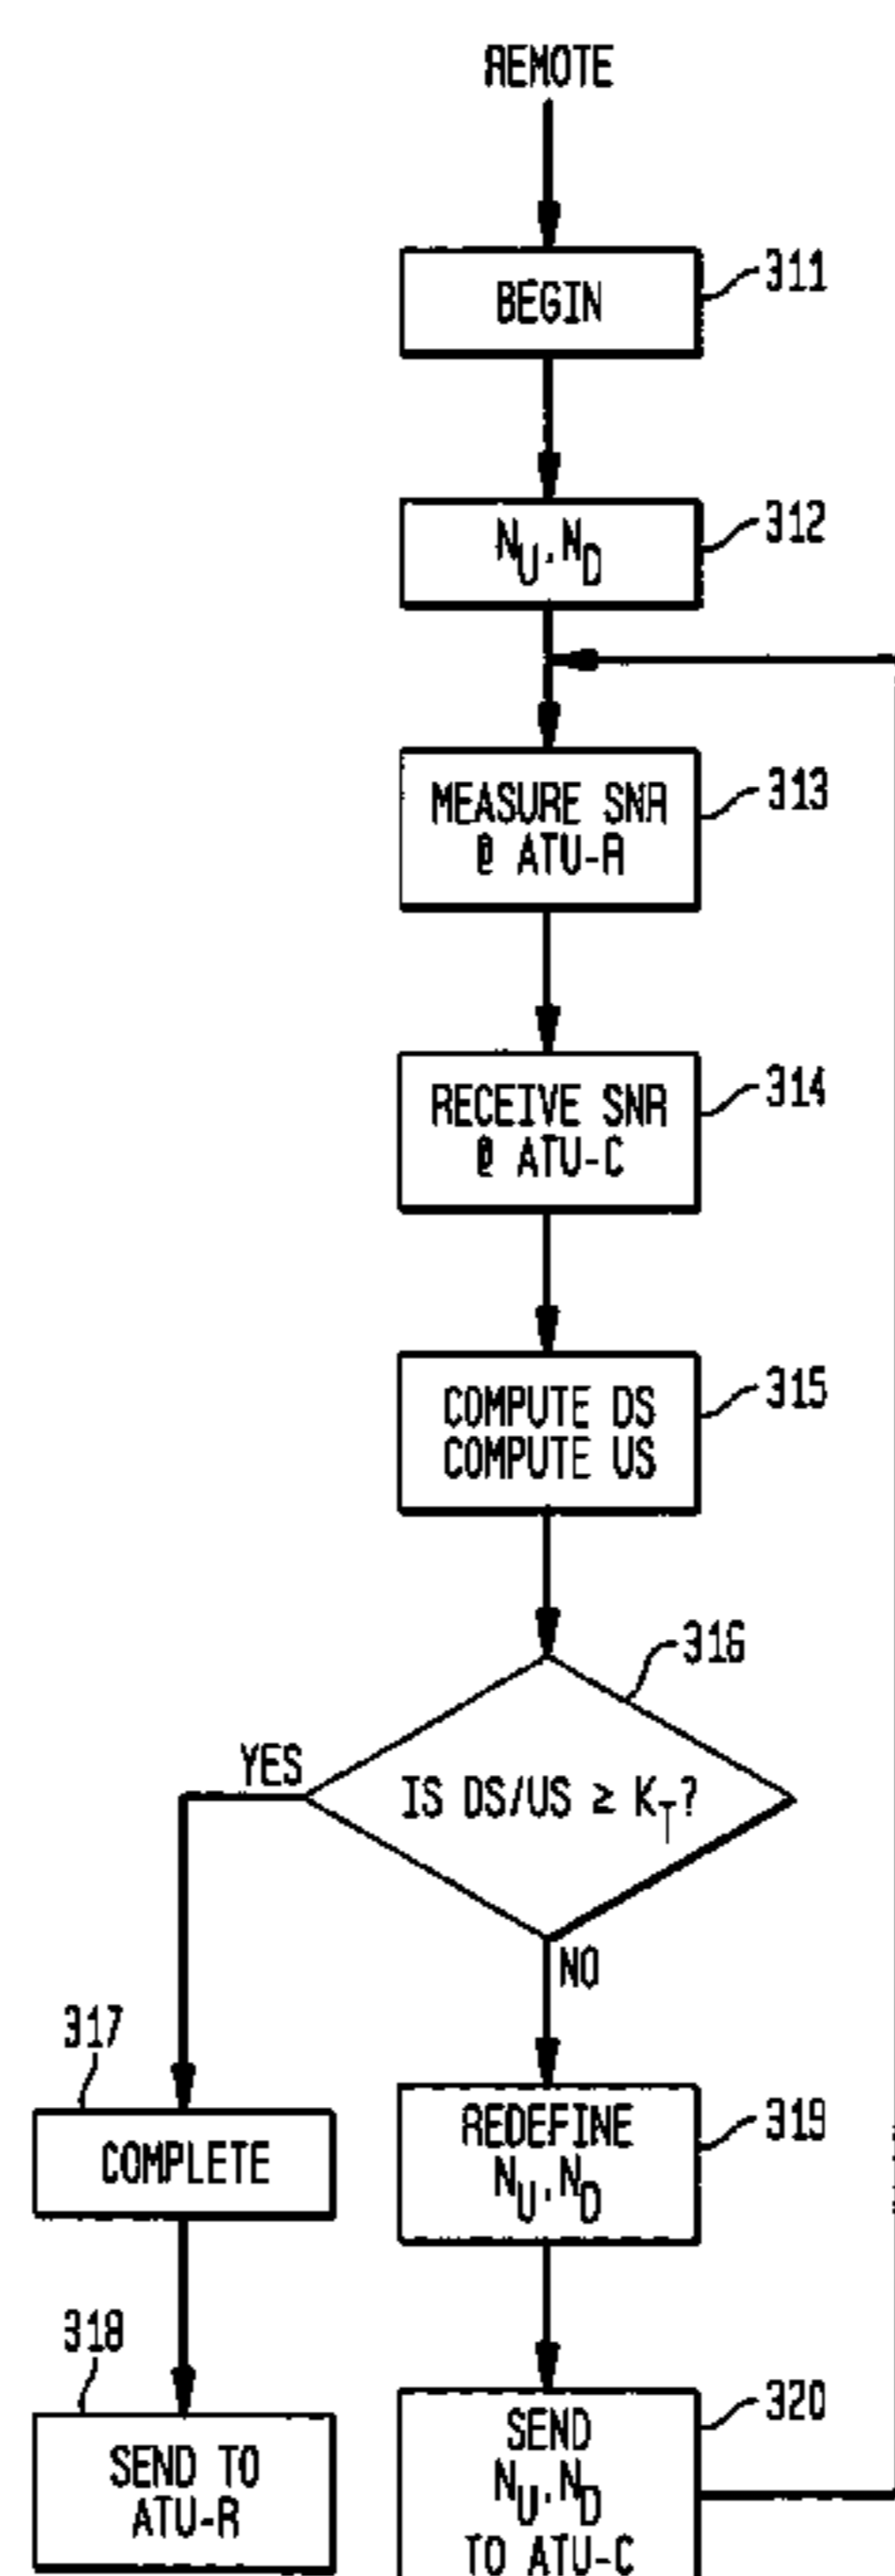 REMOTE
BEGIN
311
N_U, N_D
312
MEASURE SNR
@ ATU-R
313
RECEIVE SNR
@ ATU-C
314
COMPUTE DS
COMPUTE US
315
316
IS DS/US ≥ K_T?
YES
NO
317
COMPLETE
REDEFINE
N_U, N_D
319
318
SEND TO
ATU-R
SEND
N_U, N_D
TO ATU-C
320